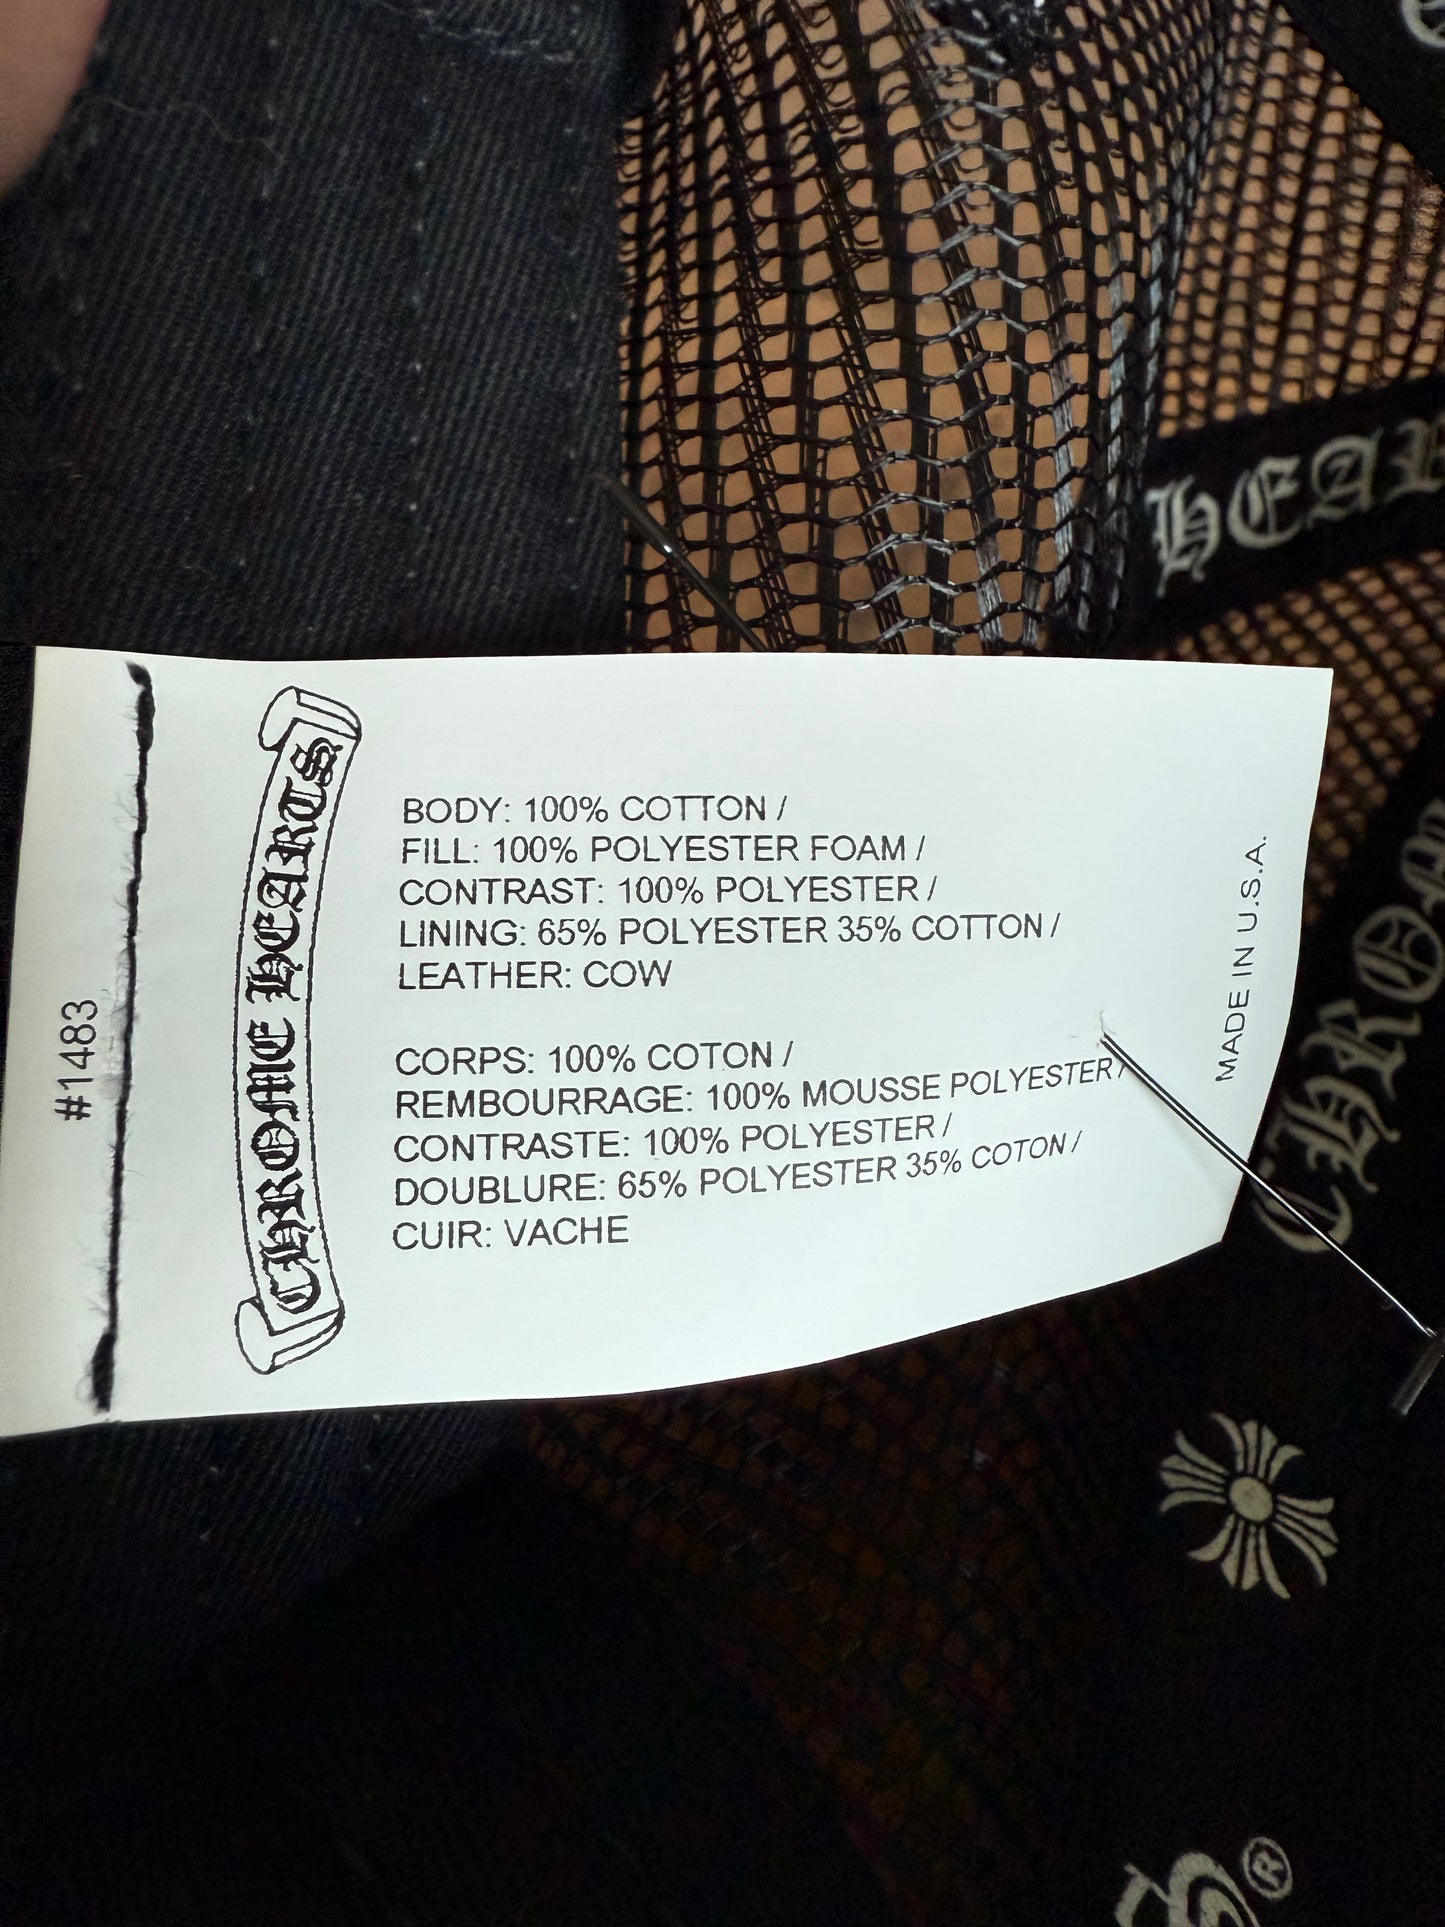 #1483
CHROME HEARTS
BODY: 100% COTTON /
FILL: 100% POLYESTER FOAM /
CONTRAST: 100% POLYESTER /
LINING: 65% POLYESTER 35% COTTON /
LEATHER: COW
CORPS: 100% COTON /
REMBOURRAGE: 100% MOUSSE POLYESTER /
CONTRASTE: 100% POLYESTER /
DOUBLURE: 65% POLYESTER 35% COTON /
CUIR: VACHE
MADE IN U.S.A.
HEAR
CHROM
®